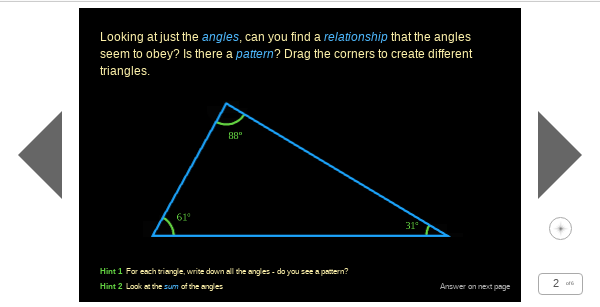 Looking at just the angles, can you find a relationship that the angles
seem to obey? Is there a pattern? Drag the corners to create different
triangles.
88°
61°
31°
Hint 1 For each triangle, write down all the angles - do you see a pattern?
Hint 2 Look at the sum of the angles
Answer on next page
2 of 6